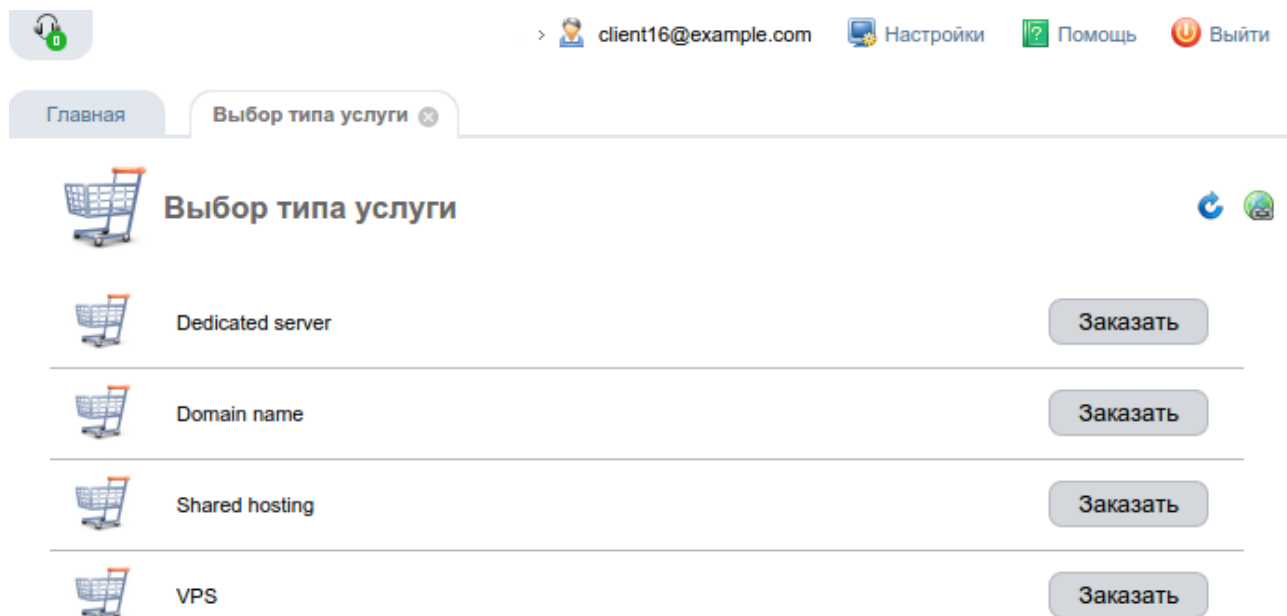 0
client16@example.com Настройки Помощь Выйти
Главная Выбор типа услуги
Выбор типа услуги
Dedicated server Заказать
Domain name Заказать
Shared hosting Заказать
VPS Заказать